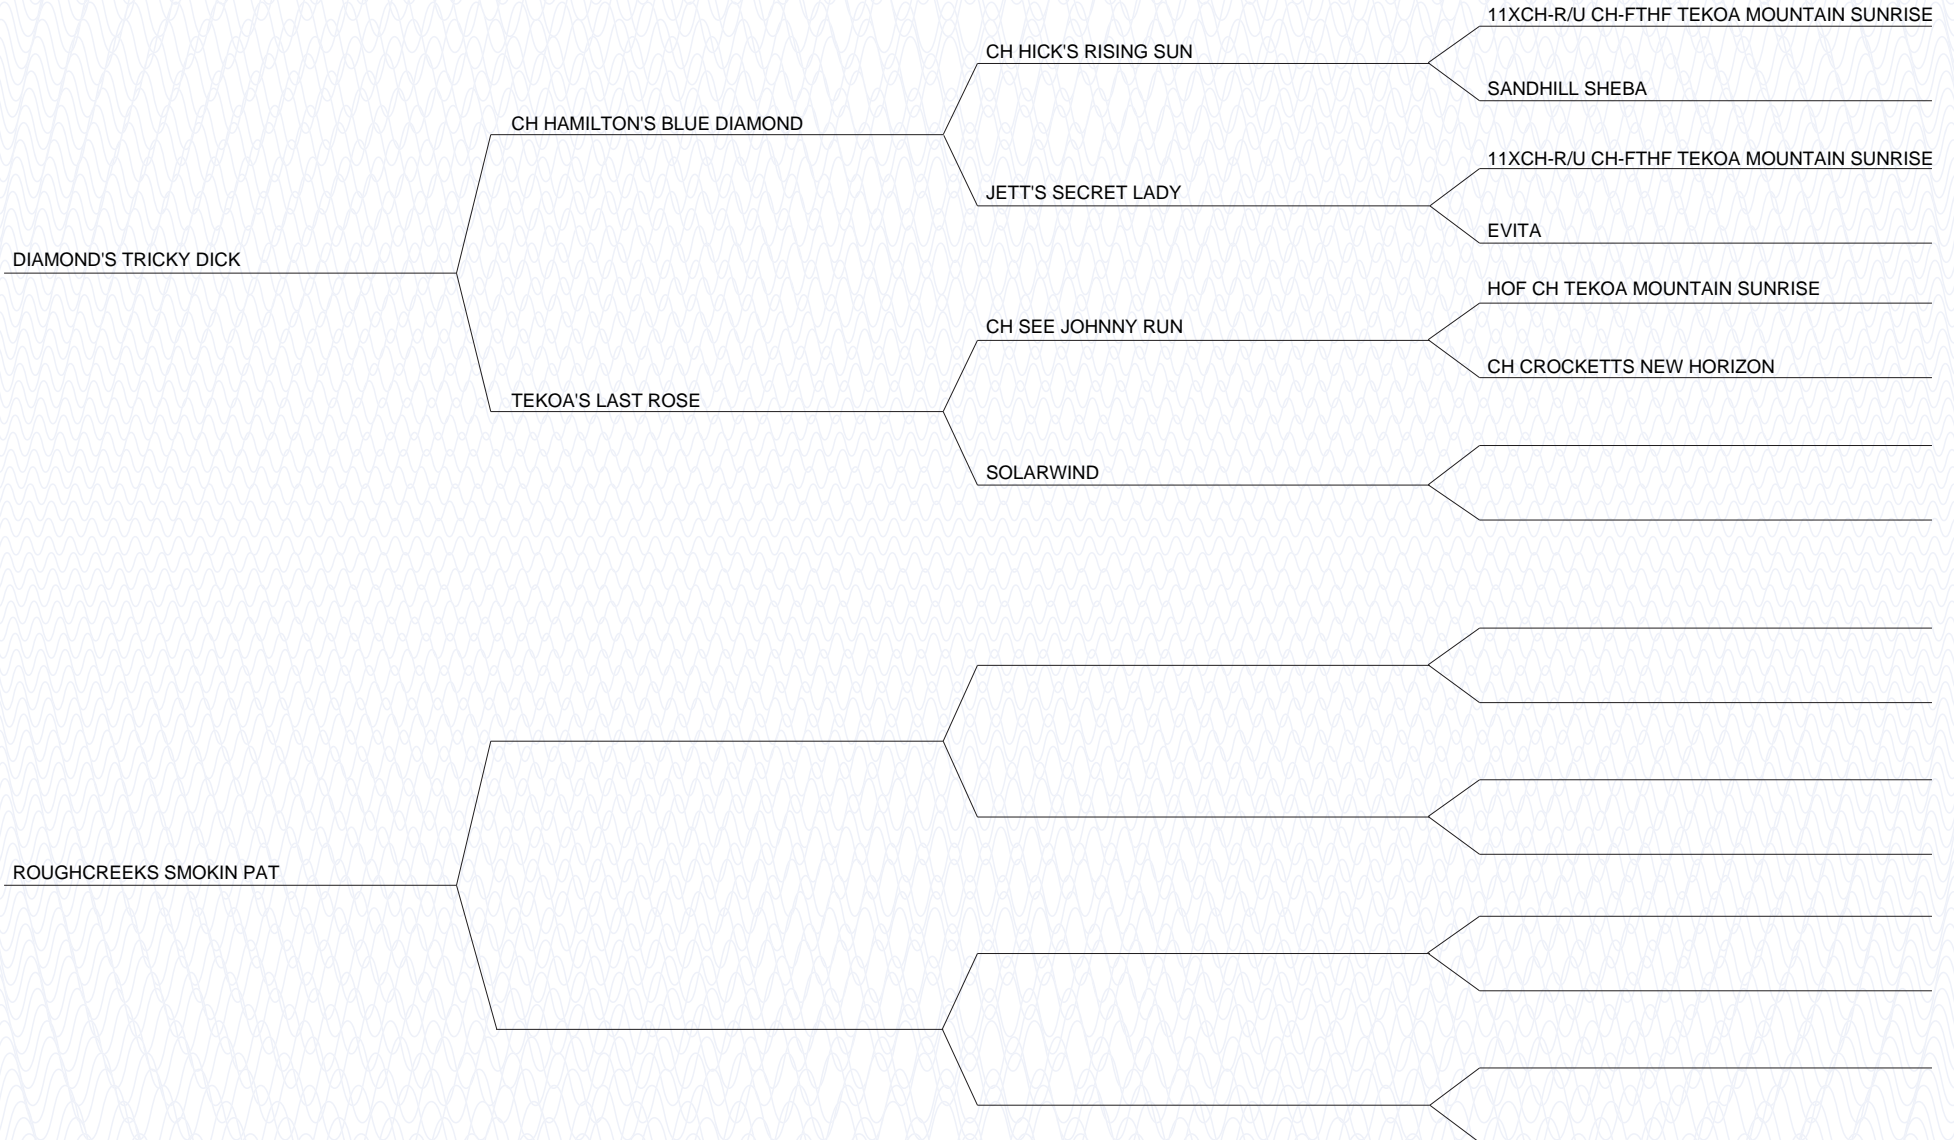 11XCH-R/U CH-FTHF TEKOA MOUNTAIN SUNRISE
CH HICK'S RISING SUN
SANDHILL SHEBA
CH HAMILTON'S BLUE DIAMOND
11XCH-R/U CH-FTHF TEKOA MOUNTAIN SUNRISE
JETT'S SECRET LADY
EVITA
DIAMOND'S TRICKY DICK
HOF CH TEKOA MOUNTAIN SUNRISE
CH SEE JOHNNY RUN
CH CROCKETTS NEW HORIZON
TEKOA'S LAST ROSE
SOLARWIND
ROUGHCREEKS SMOKIN PAT